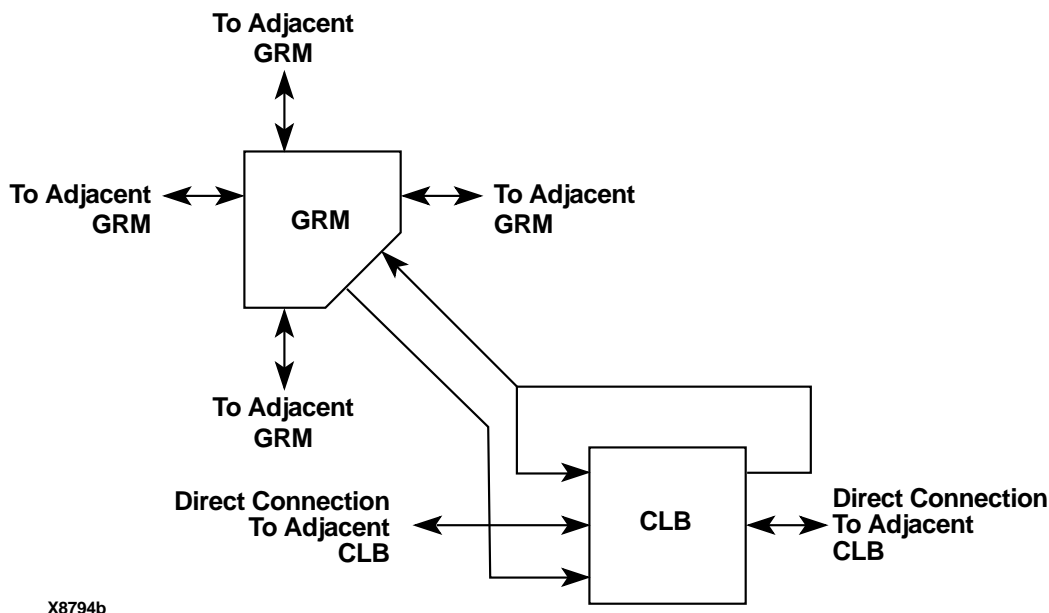 To Adjacent
GRM
To Adjacent
GRM
GRM
To Adjacent
GRM
To Adjacent
GRM
Direct Connection
To Adjacent
CLB
CLB
Direct Connection
To Adjacent
CLB
X8794b